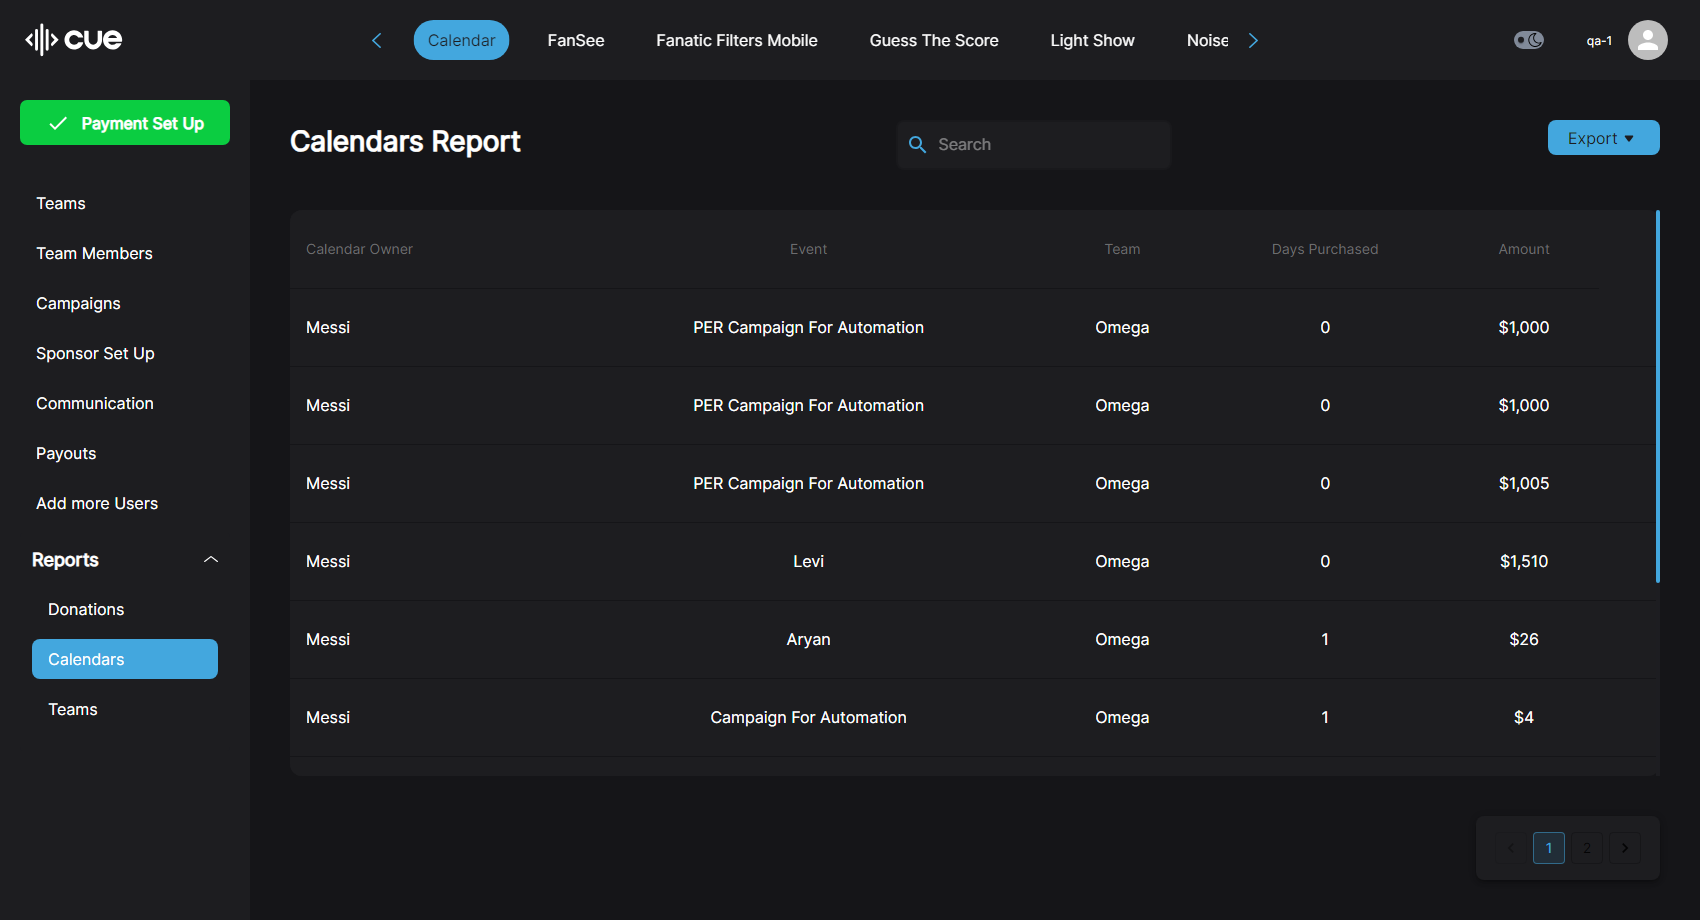 cue
Calendar FanSee Fanatic Filters Mobile Guess The Score Light Show Noise
qa-1
Payment Set Up
Teams
Team Members
Campaigns
Sponsor Set Up
Communication
Payouts
Add more Users
Reports
Donations
Calendars
Teams
Calendars Report
Search
Export
Calendar Owner Event Team Days Purchased Amount
Messi PER Campaign For Automation Omega 0 $1,000
Messi PER Campaign For Automation Omega 0 $1,000
Messi PER Campaign For Automation Omega 0 $1,005
Messi Levi Omega 0 $1,510
Messi Aryan Omega 1 $26
Messi Campaign For Automation Omega 1 $4
1 2